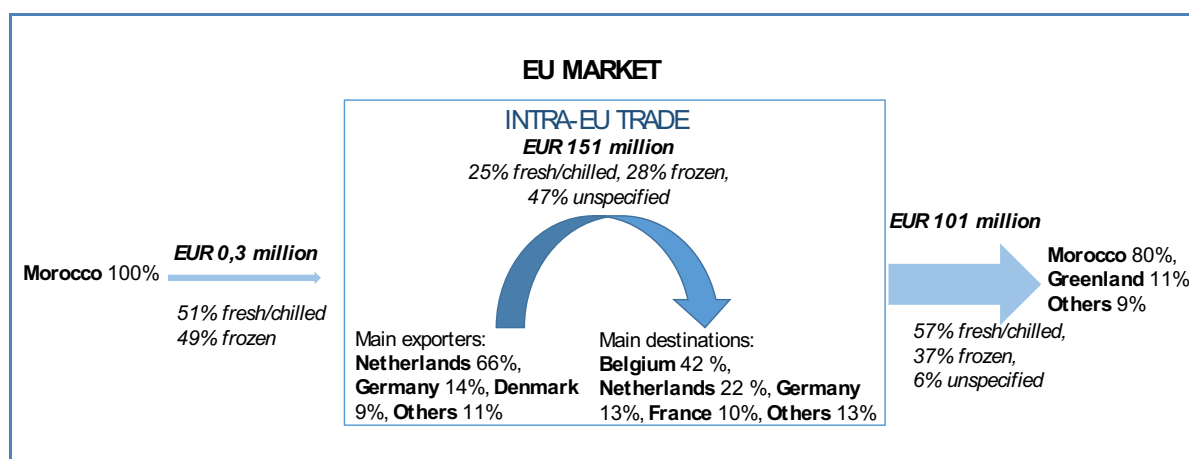 EU MARKET
INTRA-EU TRADE
EUR 151 million
25% fresh/chilled, 28% frozen,
47% unspecified
EUR 0,3 million
Morocco 100%
51% fresh/chilled
49% frozen
Main exporters:
Netherlands 66%,
Germany 14%, Denmark
9%, Others 11%
Main destinations:
Belgium 42 %,
Netherlands 22 %, Germany
13%, France 10%, Others 13%
EUR 101 million
Morocco 80%,
Greenland 11%
Others 9%
57% fresh/chilled,
37% frozen,
6% unspecified